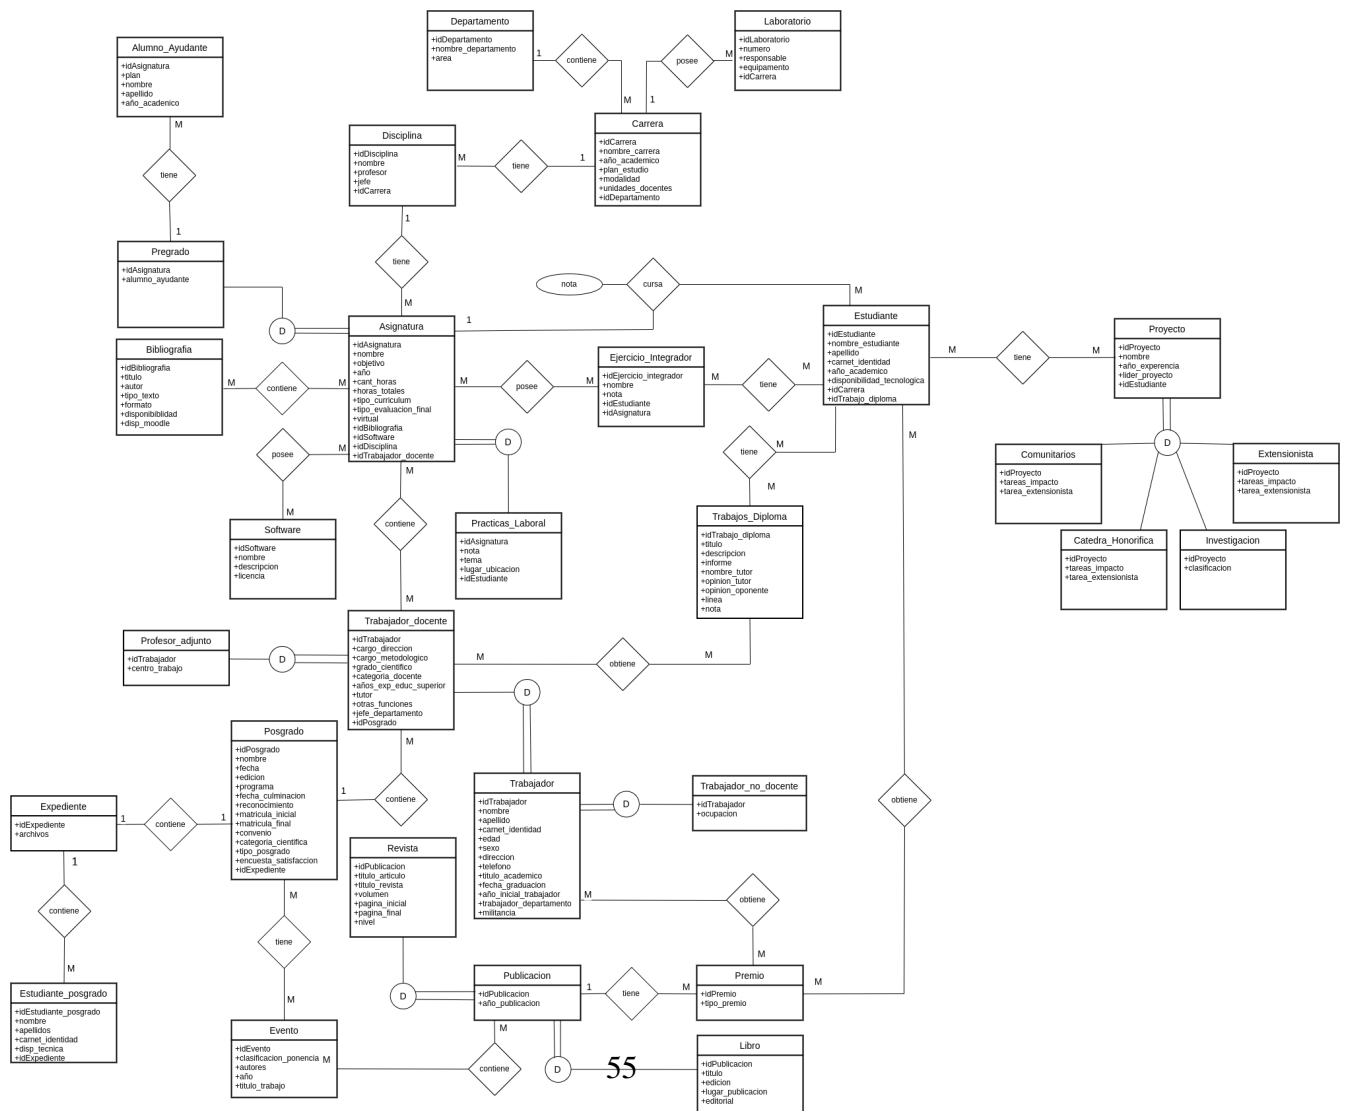 Departamento
+idDepartamento
+nombre_departamento
+area
1
contiene
M
Laboratorio
+idLaboratorio
+numero
+responsable
+equipamento
+idCarrera
posee
M
1
Alumno_Ayudante
+idAsignatura
+plan
+nombre
+apellido
+año_acadenico
M
tiene
1
Disciplina
+idDisciplina
+nombre
+profesor
+jefe
+idCarrera
M
tiene
1
Carrera
+idCarrera
+nombre_carrera
+año_academico
+plan_estudio
+modalidad
+unidades_docentes
+idDepartamento
1
tiene
M
Pregrado
+idAsignatura
+alumno_ayudante
D
nota
cursa
M
1
Asignatura
+idAsignatura
+nombre
+objetivo
+año
+cant_horas
+horas_totales
+tipo_curriculum
+tipo_evaluacion_final
+virtual
+idBibliografia
+idSoftware
+idDisciplina
+idTrabajador_docente
Bibliografia
+idBibliografia
+titulo
+autor
+tipo_texto
+formato
+disponibiblidad
+disp_moodle
M
contiene
M
M
posee
M
Ejercicio_Integrador
+idEjercicio_integrador
+nombre
+nota
+idEstudiante
+idAsignatura
M
tiene
M
Estudiante
+idEstudiante
+nombre_estudiante
+apellido
+carnet_identidad
+año_academico
+disponibilidad_tecnologica
+idCarrera
+idTrabajo_diploma
M
tiene
M
Proyecto
+idProyecto
+nombre
+año_experencia
+lider_proyecto
+idEstudiante
D
Comunitarios
+idProyecto
+tareas_impacto
+tarea_extensionista
Extensionista
+idProyecto
+tareas_impacto
+tarea_extensionista
Catedra_Honorifica
+idProyecto
+tareas_impacto
+tarea_extensionista
Investigacion
+idProyecto
+clasificacion
posee
M
M
Software
+idSoftware
+nombre
+descripcion
+licencia
D
Practicas_Laboral
+idAsignatura
+nota
+tema
+lugar_ubicacion
+idEstudiante
M
contiene
M
tiene
M
M
Trabajos_Diploma
+idTrabajo_diploma
+titulo
+descripcion
+informe
+nombre_tutor
+opinion_tutor
+opinion_oponente
+linea
+nota
M
Trabajador_docente
+idTrabajador
+cargo_direccion
+cargo_metodologico
+grado_cientifico
+categoria_docente
+años_exp_educ_superior
+tutor
+otras_funciones
+jefe_departamento
+idPosgrado
Profesor_adjunto
+idTrabajador
+centro_trabajo
D
M
obtiene
M
D
Posgrado
+idPosgrado
+nombre
+fecha
+edicion
+programa
+fecha_culminacion
+reconocimiento
+matricula_inicial
+matricula_final
+convenio
+categoria_cientifica
+tipo_posgrado
+encuesta_satisfaccion
+idExpediente
M
contiene
1
Expediente
+idExpediente
+archivos
1
contiene
1
Trabajador
+idTrabajador
+nombre
+apellido
+carnet_identidad
+edad
+sexo
+direccion
+telefono
+titulo_academico
+fecha_graduacion
+año_inicial_trabajador
+trabajador_departamento
+militancia
D
Trabajador_no_docente
+idTrabajador
+ocupacion
obtiene
Revista
+idPublicacion
+titulo_articulo
+titulo_revista
+volumen
+pagina_inicial
+pagina_final
+nivel
1
contiene
M
M
tiene
M
M
obtiene
M
Estudiante_posgrado
+idEstudiante_posgrado
+nombre
+apellidos
+carnet_identidad
+disp_tecnica
+idExpediente
D
Publicacion
+idPublicacion
+año_publicacion
1
tiene
M
Premio
+idPremio
+tipo_premio
M
Evento
+idEvento
+clasificacion_ponencia
+autores
+año
+titulo_trabajo
M
contiene
M
D
55
Libro
+idPublicacion
+titulo
+edicion
+lugar_publicacion
+editorial